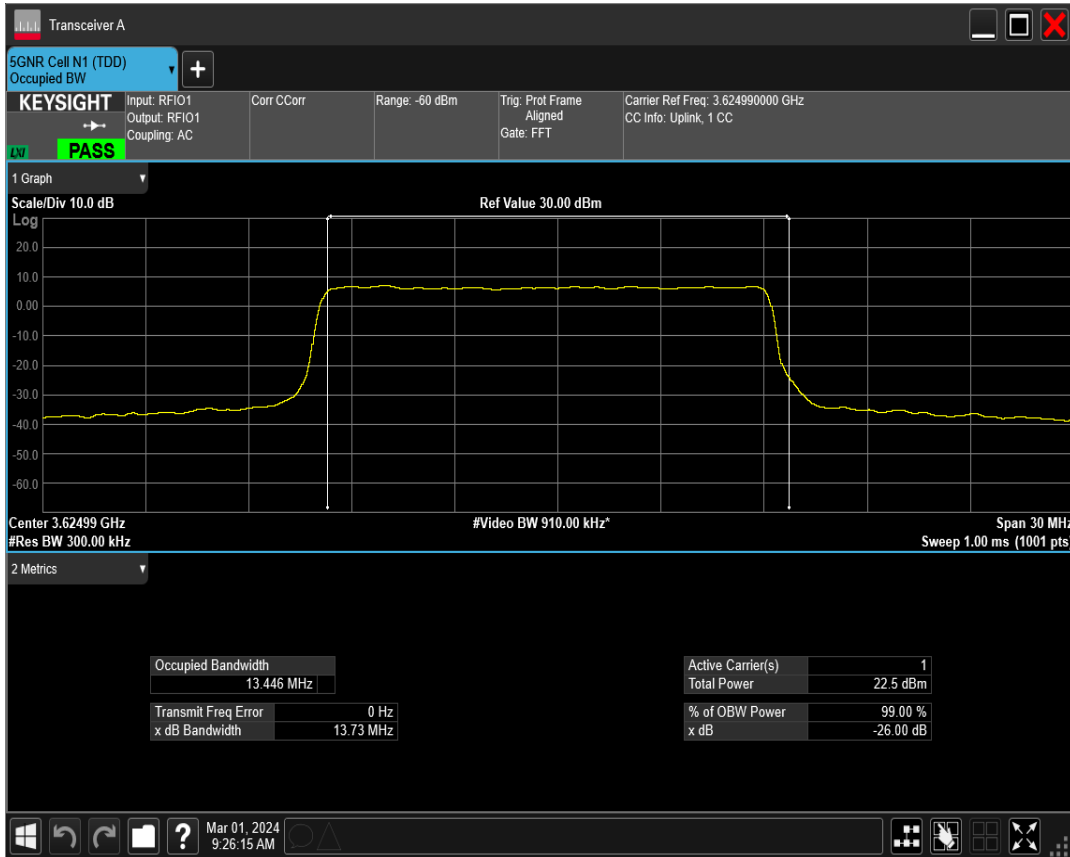 Transceiver A
5GNR Cell N1 (TDD)
Occupied BW
+
KEYSIGHT
LXI
PASS
Input: RFIO1
Output: RFIO1
Coupling: AC
Corr CCorr
Range: -60 dBm
Trig: Prot Frame
Aligned
Gate: FFT
Carrier Ref Freq: 3.624990000 GHz
CC Info: Uplink, 1 CC
1 Graph
Scale/Div 10.0 dB
Ref Value 30.00 dBm
Log
20.0
10.0
0.00
-10.0
-20.0
-30.0
-40.0
-50.0
-60.0
Center 3.62499 GHz
#Video BW 910.00 kHz*
Span 30 MHz
#Res BW 300.00 kHz
Sweep 1.00 ms (1001 pts)
2 Metrics
Occupied Bandwidth
13.446 MHz
Transmit Freq Error 0 Hz
x dB Bandwidth 13.73 MHz
Active Carrier(s) 1
Total Power 22.5 dBm
% of OBW Power 99.00 %
x dB -26.00 dB
?
Mar 01, 2024
9:26:15 AM